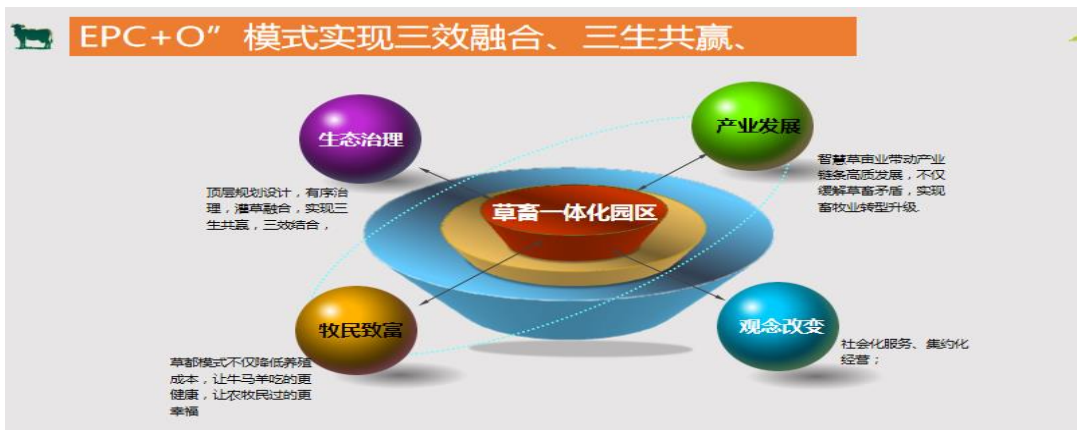 EPC+O”模式实现三效融合、三生共赢、
生态治理
顶层规划设计，有序治
理，灌草融合，实现三
生共赢，三效结合，
产业发展
智慧草亩业带动产业
链条高质发展，不仅
缓解草畜矛盾，实现
畜牧业转型升级.
草畜一体化园区
牧民致富
草都模式不仅降低养殖
成本，让牛马羊吃的更
健康，让农牧民过的更
幸福
观念改变
社会化服务、集约化
经营；